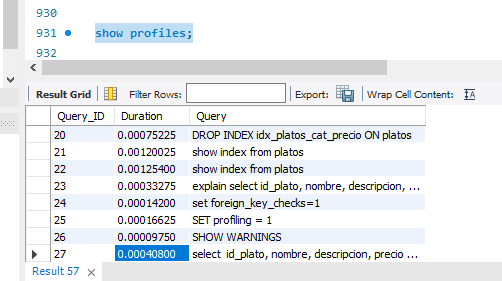 930
931 show profiles;
932
Result Grid Filter Rows: Export: Wrap Cell Content:
Query_ID Duration Query
20 0.00075225 DROP INDEX idx_platos_cat_precio ON platos
21 0.00120025 show index from platos
22 0.00125400 show index from platos
23 0.00033275 explain select id_plato, nombre, descripcion, ...
24 0.00014200 set foreign_key_checks=1
25 0.00016625 SET profiling = 1
26 0.00009750 SHOW WARNINGS
27 0.00040800 select id_plato, nombre, descripcion, precio ...
Result 57